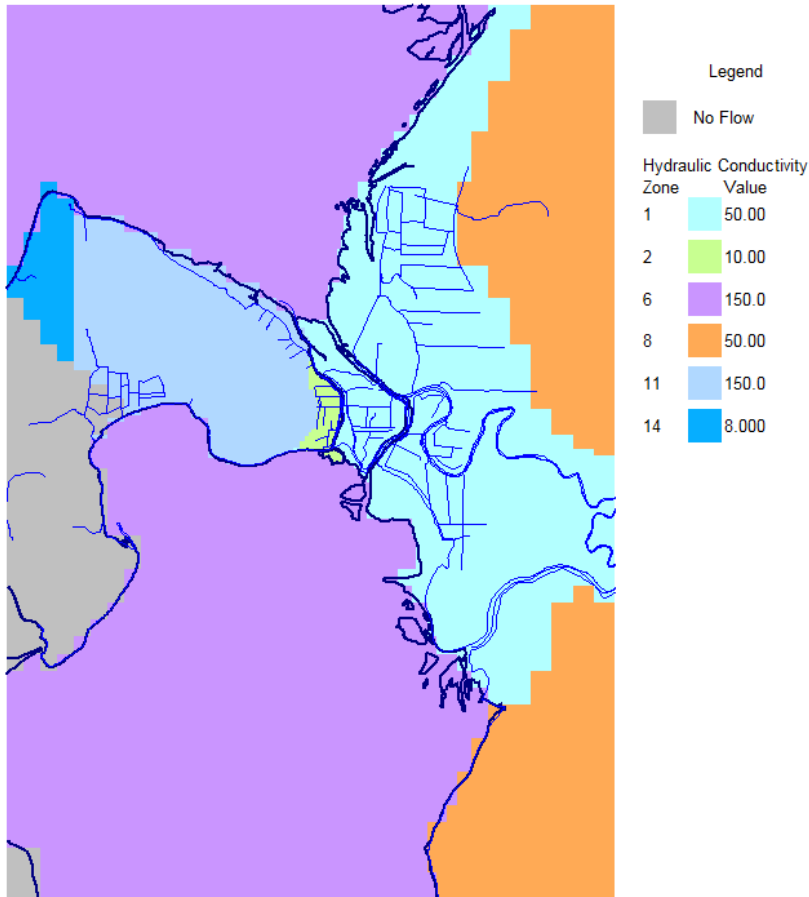 Legend
No Flow
Hydraulic Conductivity
Zone Value
1 50.00
2 10.00
6 150.0
8 50.00
11 150.0
14 8.000